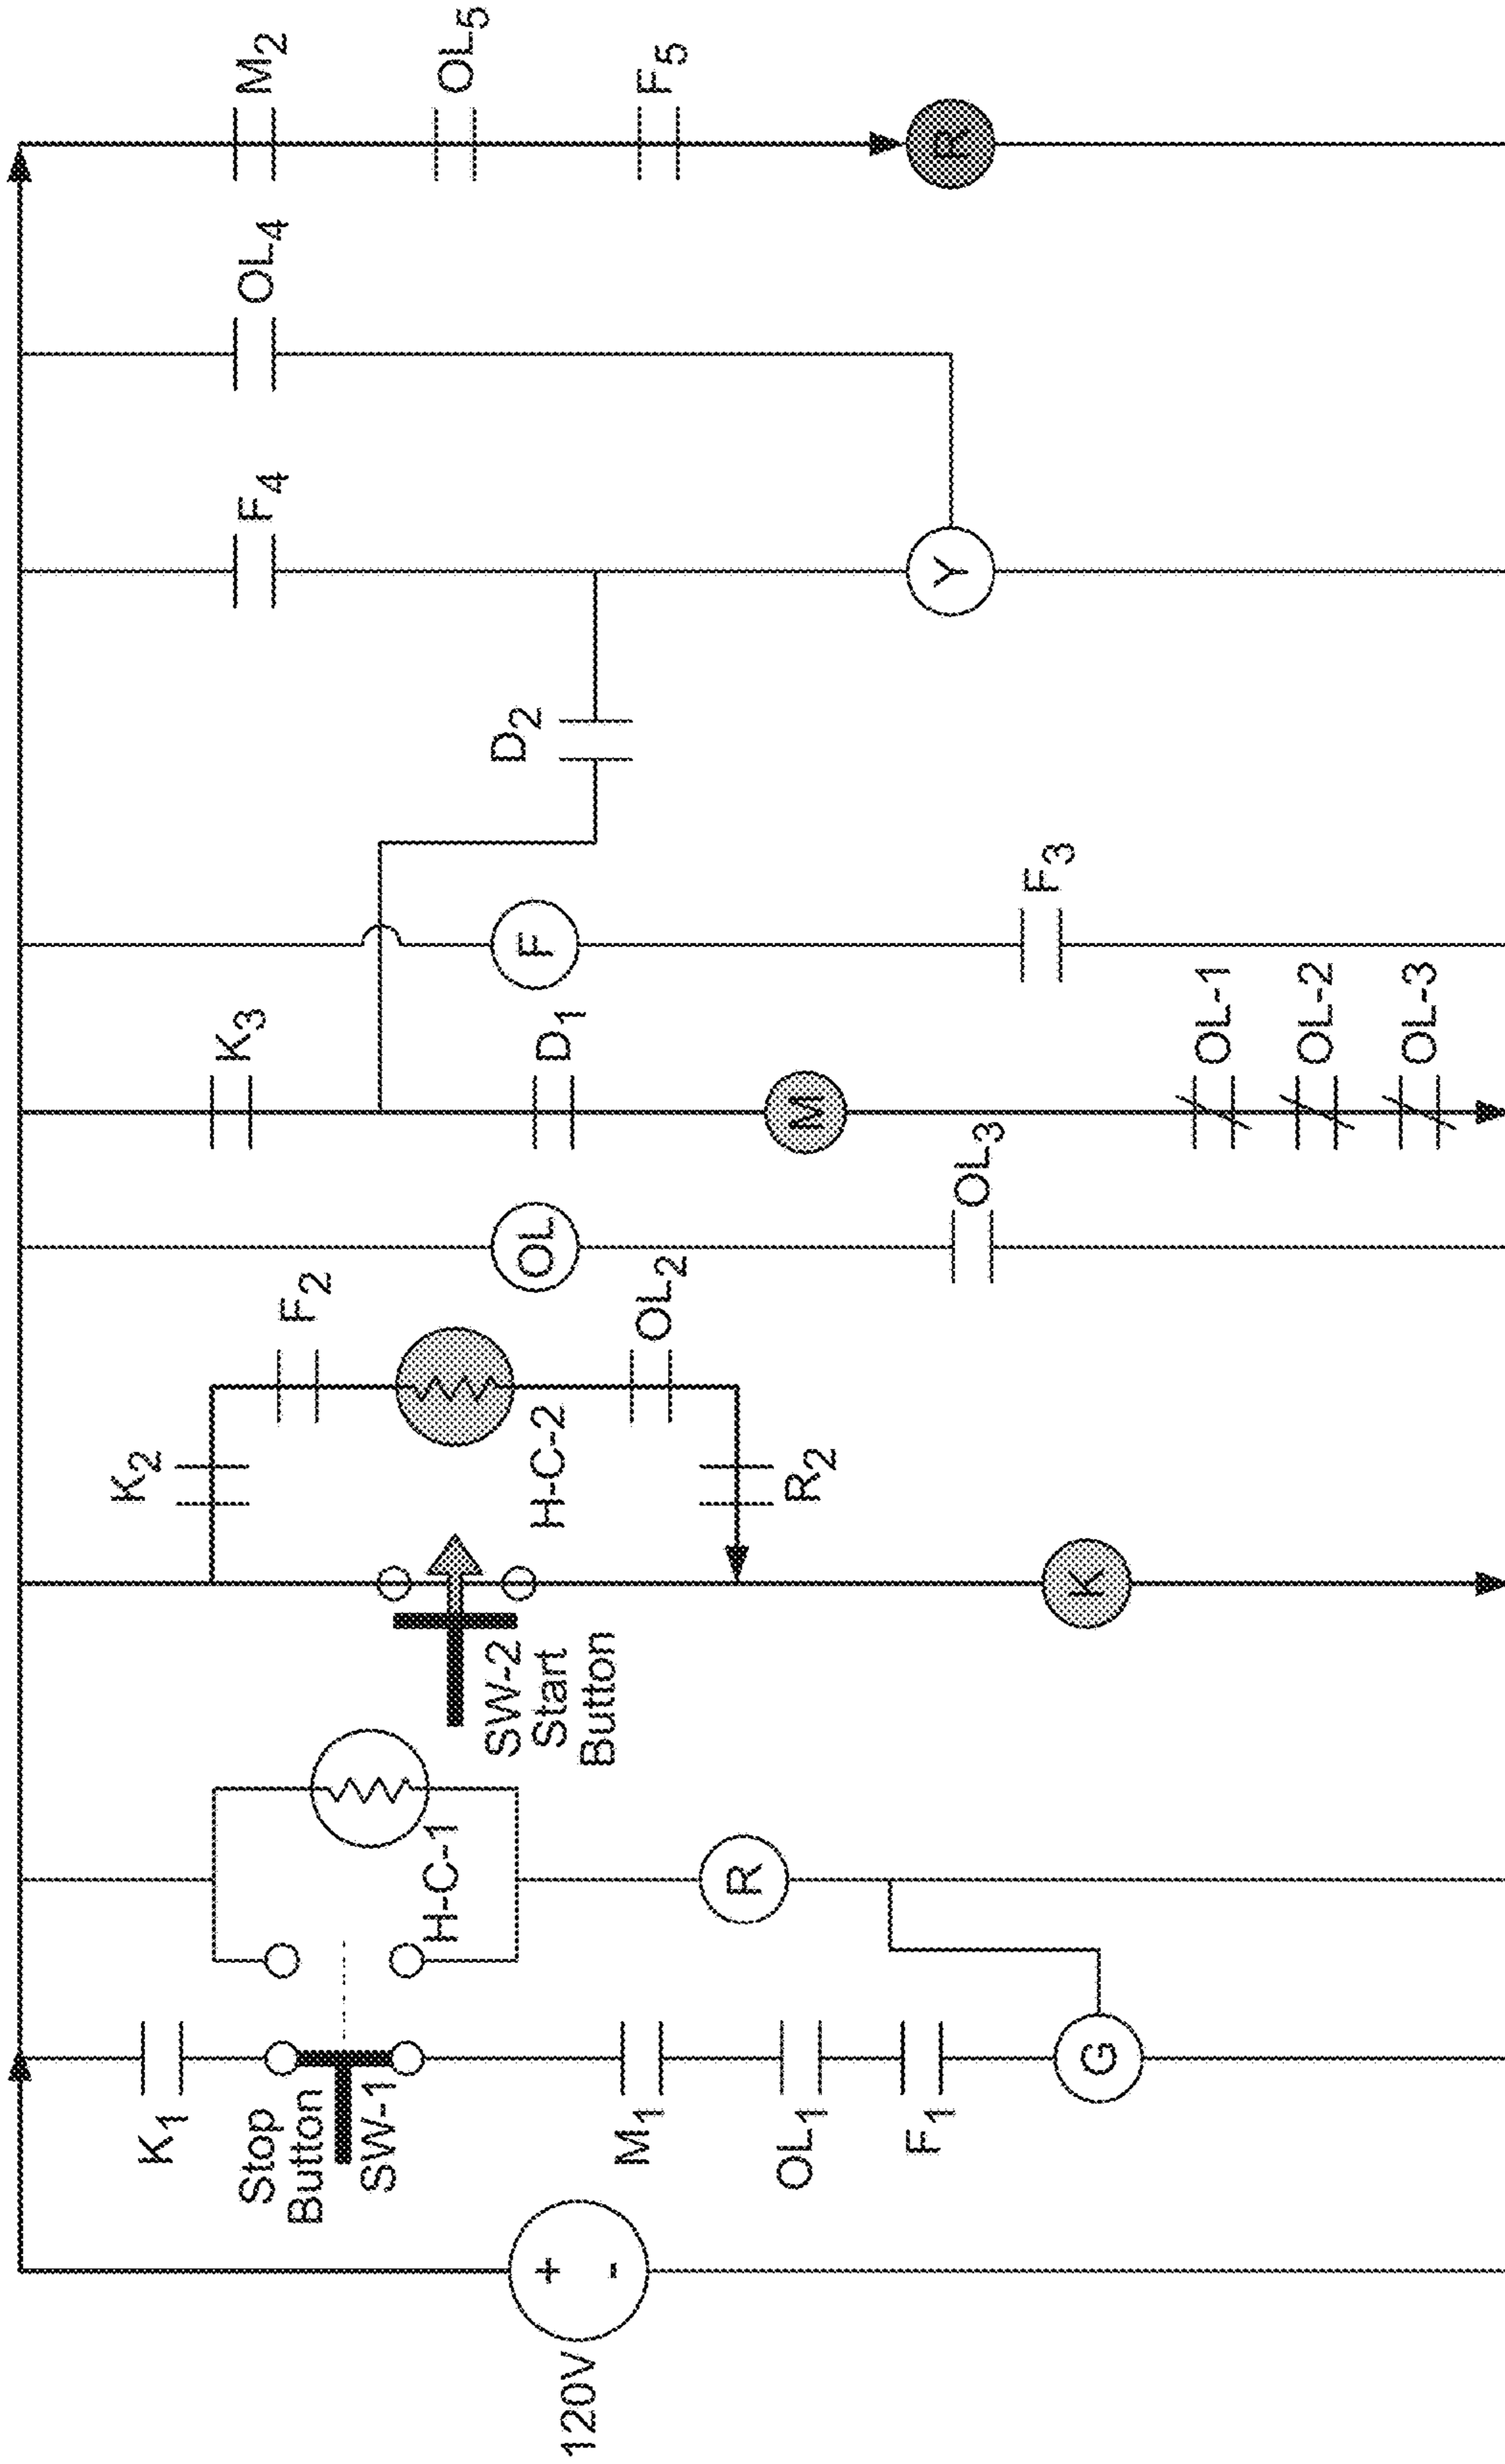 120V
+
-
K1
Stop
Button
SW-1
M1
OL1
F1
G
H-C-1
R
SW-2
Start
Button
K2
F2
H-C-2
OL2
R2
K
OL
OL3
K3
D1
M
OL-1
OL-2
OL-3
F
F3
D2
F4
Y
OL4
M2
OL5
F5
R